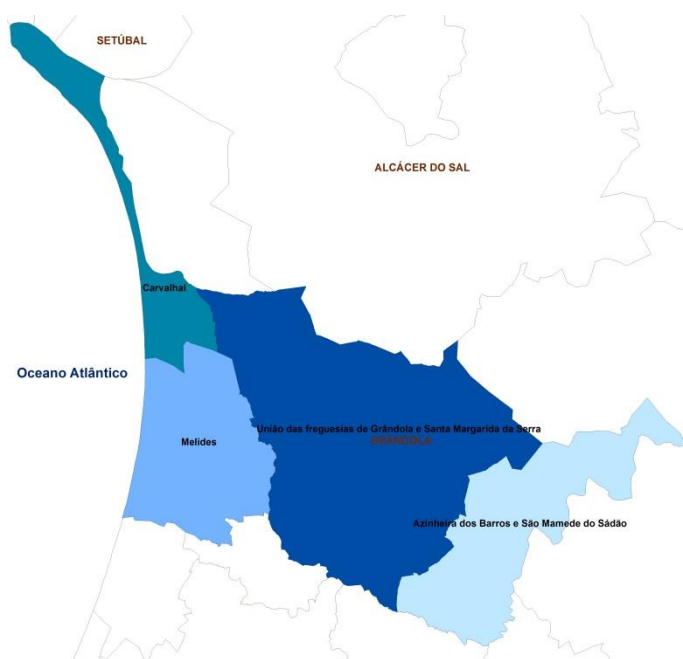 SETÚBAL
ALCÁCER DO SAL
Carvalhal
Oceano Atlântico
União das freguesias de Grândola e Santa Margarida da Serra
GRÂNDOLA
Melides
Azinheira dos Barros e São Mamede do Sádão